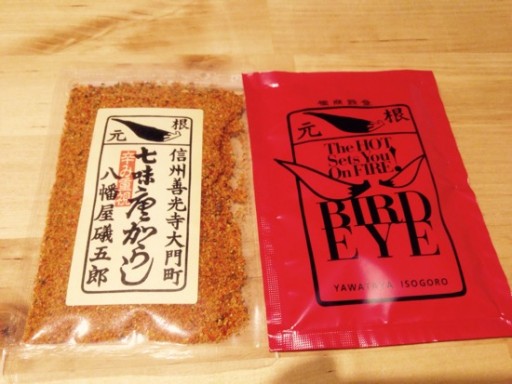 根元
信州善光寺大門町
七味唐がらし
八幡屋礒五郎
根元
The HOT
Sets You
On FIRE
BIRD
EYE
YAWATAYA ISOGORO